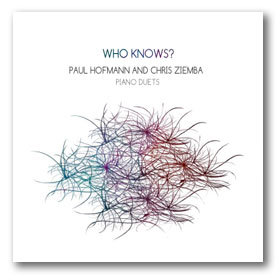 WHO KNOWS?
PAUL HOFMANN AND CHRIS ZIEMBA
PIANO DUETS